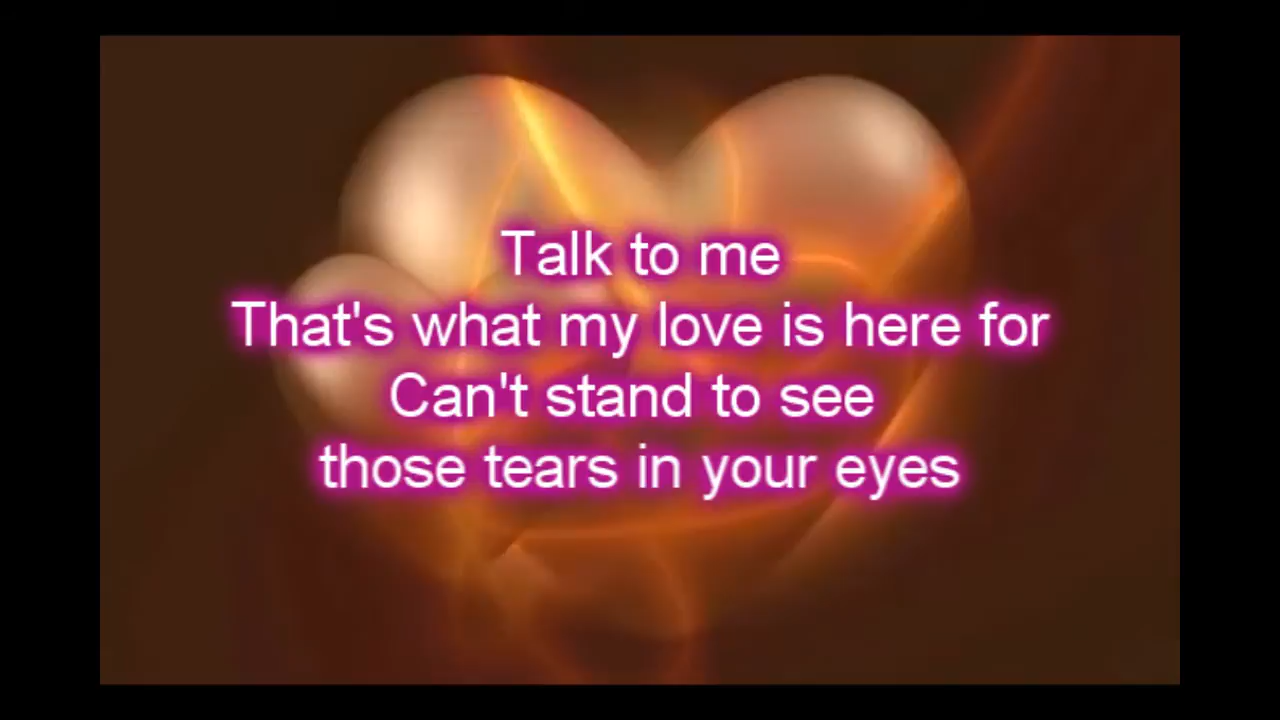 Talk to me
That's what my love is here for
Can't stand to see
those tears in your eyes